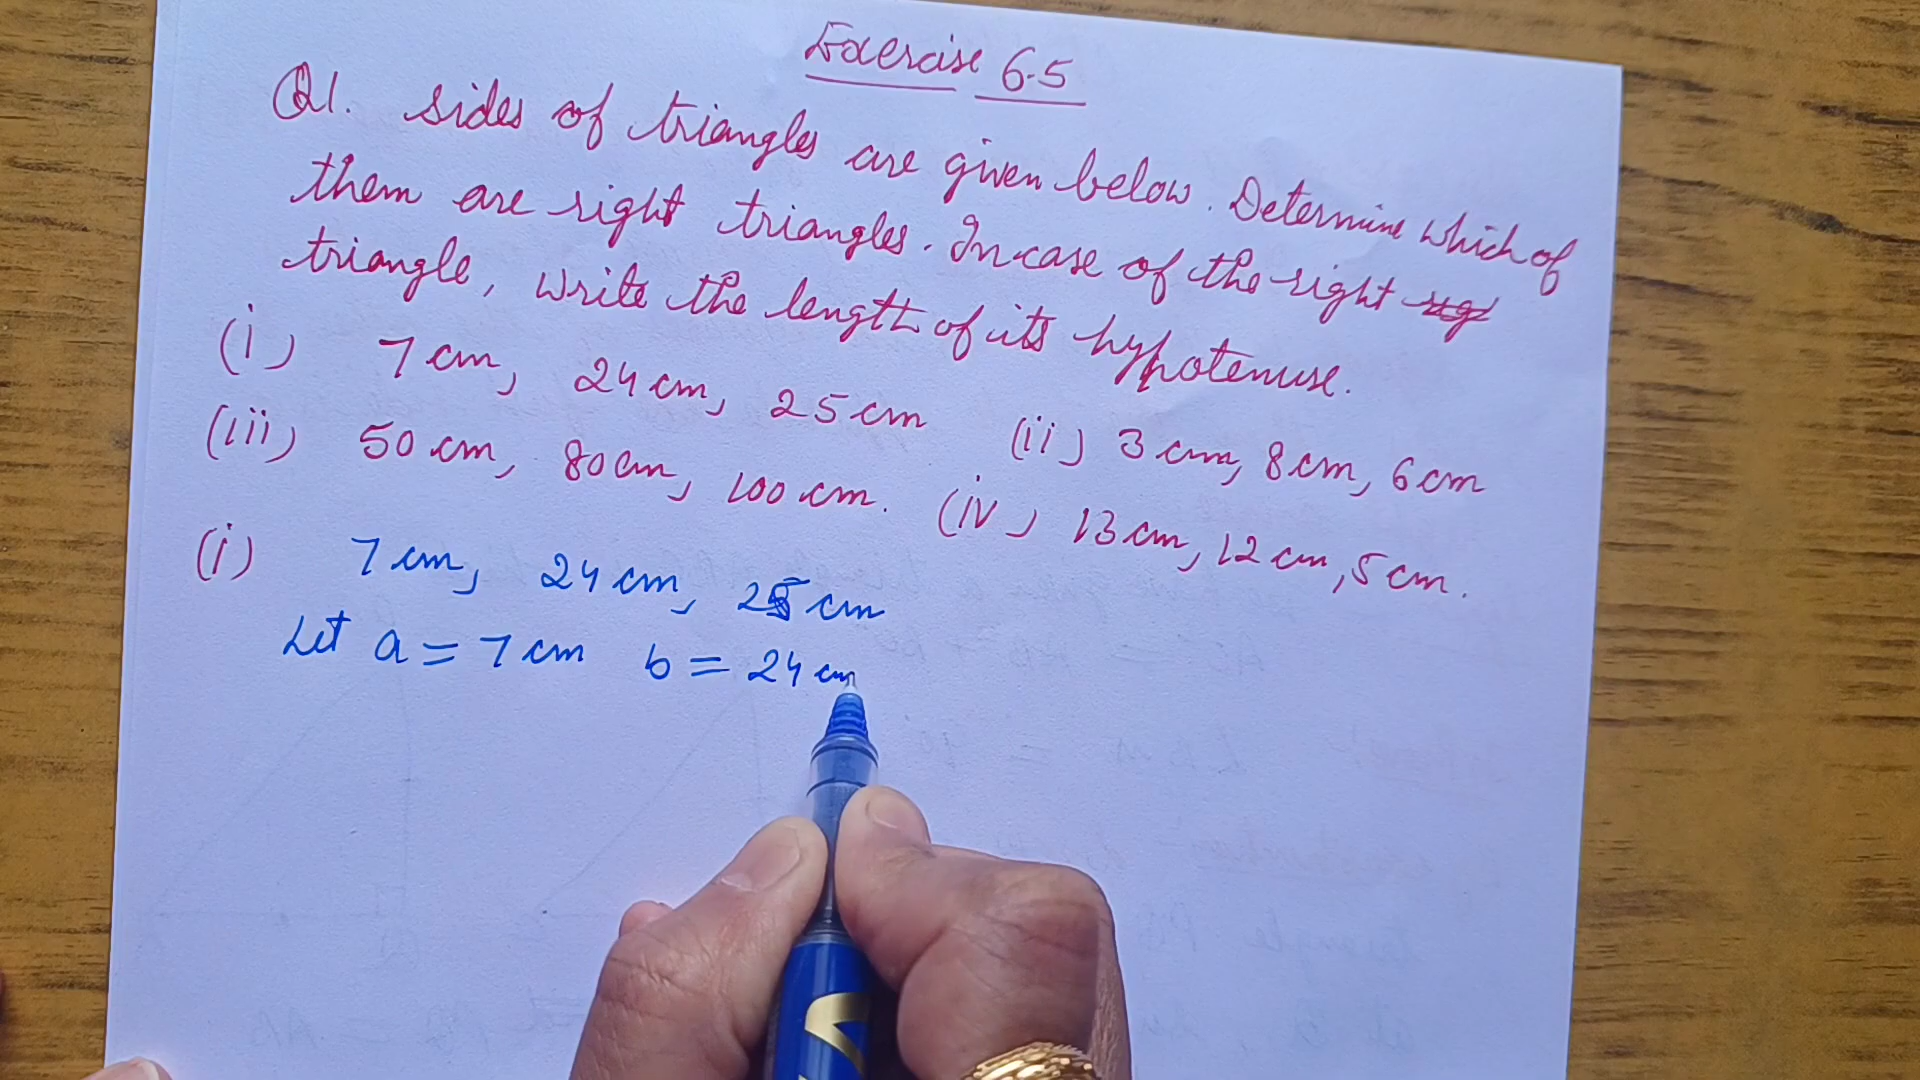 Exercise 6.5
Q1. sides of triangles are given below. Determine which of
them are right triangles. In case of the right
triangle, write the length of its hypotenuse.
(i) 7 cm, 24 cm, 25 cm (ii) 3 cm, 8 cm, 6 cm
(iii) 50 cm, 80 cm, 100 cm. (iv) 13 cm, 12 cm, 5 cm.
(i) 7 cm, 24 cm, 25 cm
Let a = 7 cm b = 24 cm